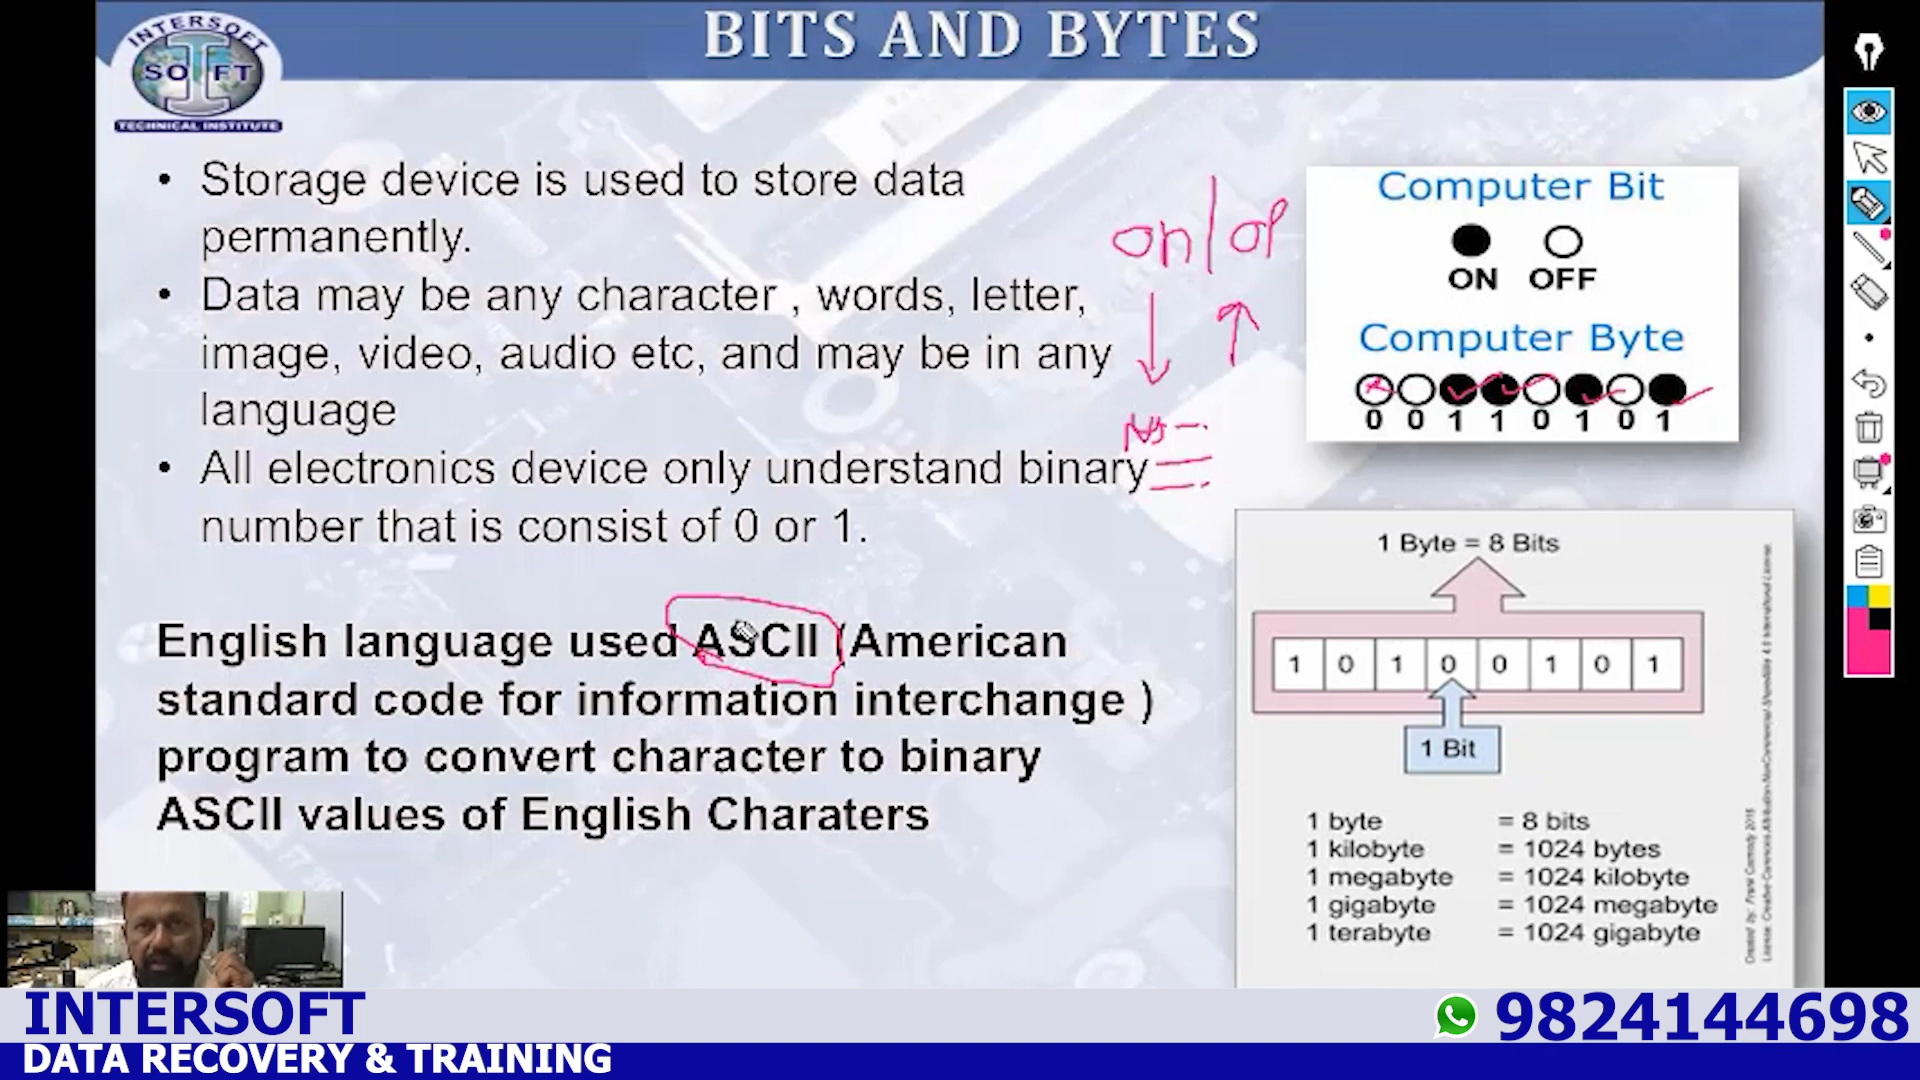 BITS AND BYTES
INTERSOFT
SOFT
TECHNICAL INSTITUTE
• Storage device is used to store data
permanently.
• Data may be any character , words, letter,
image, video, audio etc, and may be in any
language
• All electronics device only understand binary
number that is consist of 0 or 1.
English language used ASCII (American
standard code for information interchange )
program to convert character to binary
ASCII values of English Charaters
on/of
Computer Bit
ON OFF
Computer Byte
0 0 1 1 0 1 0 1
1 Byte = 8 Bits
1 0 1 0 0 1 0 1
1 Bit
1 byte = 8 bits
1 kilobyte = 1024 bytes
1 megabyte = 1024 kilobyte
1 gigabyte = 1024 megabyte
1 terabyte = 1024 gigabyte
INTERSOFT
DATA RECOVERY & TRAINING
9824144698